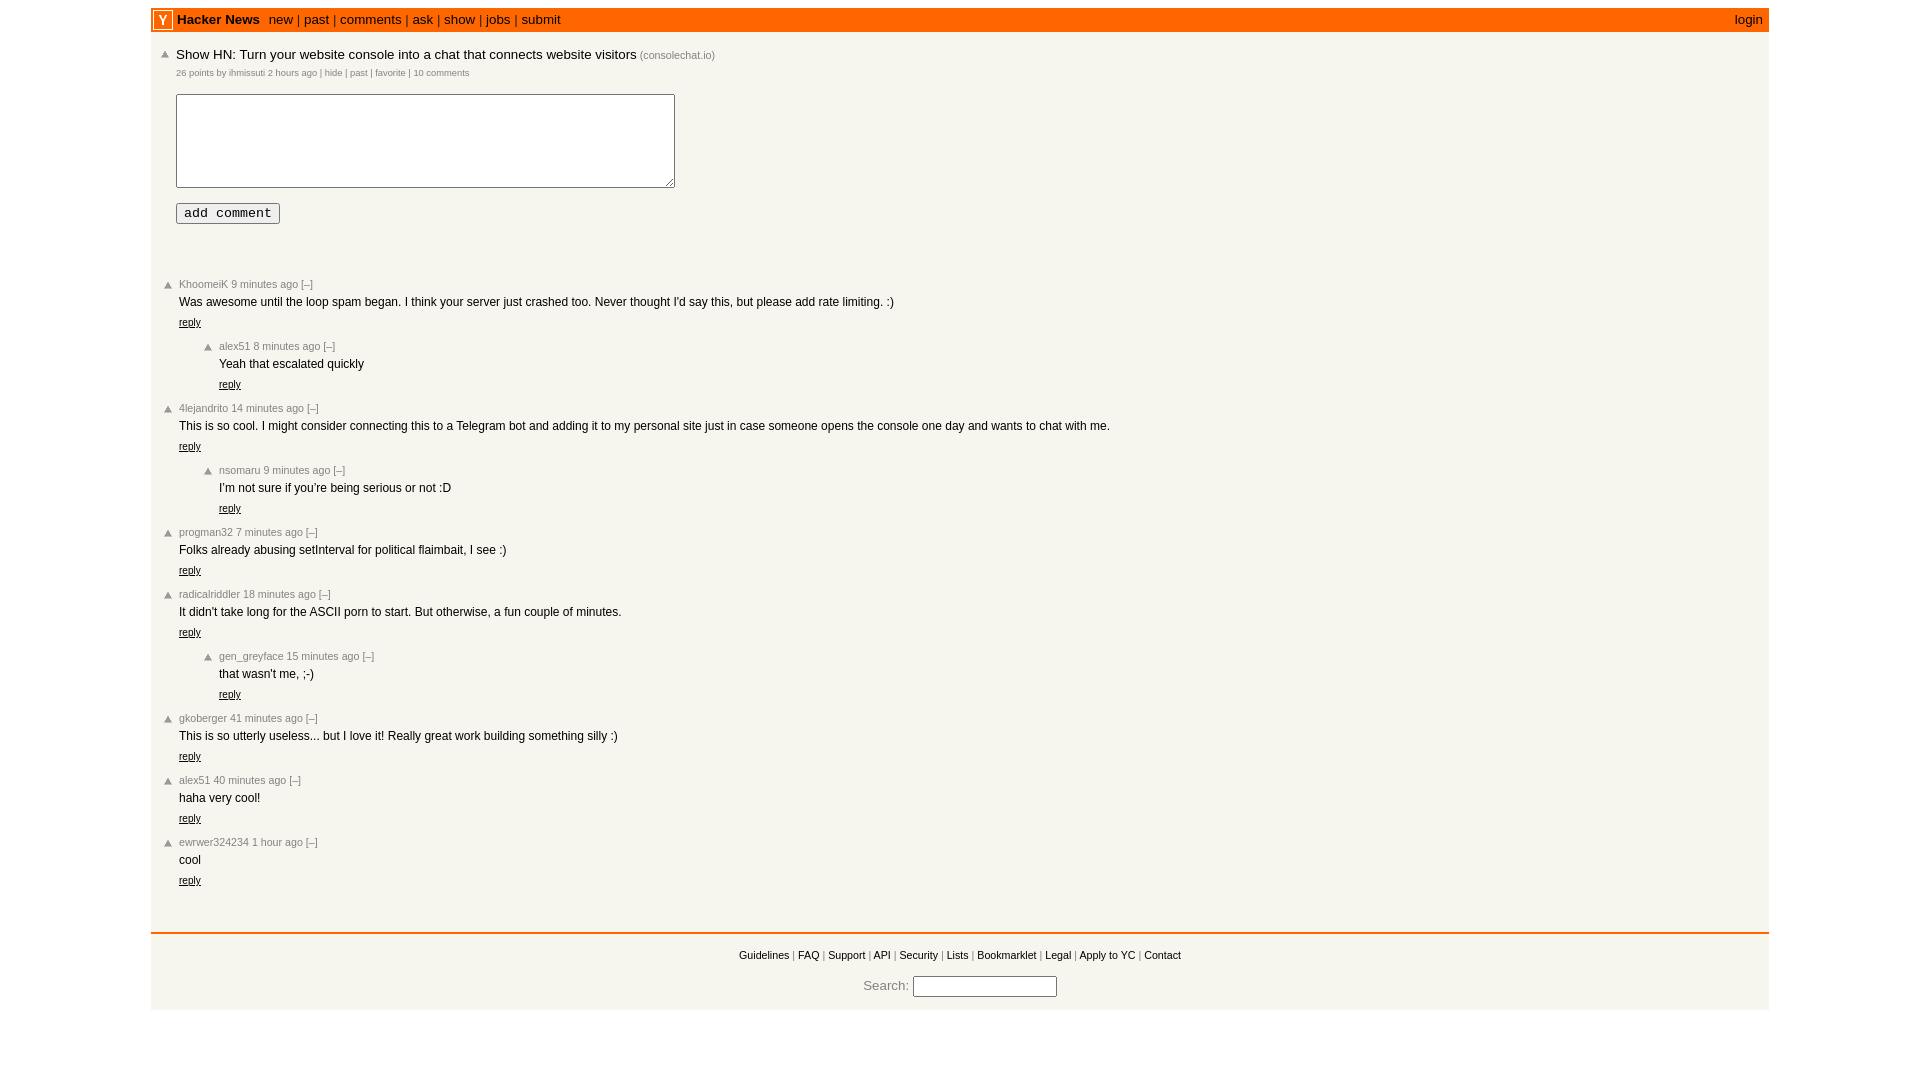 Y Hacker News new | past | comments | ask | show | jobs | submit login
Show HN: Turn your website console into a chat that connects website visitors (consolechat.io)
26 points by ihmissuti 2 hours ago | hide | past | favorite | 10 comments
add comment
KhoomeiK 9 minutes ago [–]
Was awesome until the loop spam began. I think your server just crashed too. Never thought I'd say this, but please add rate limiting. :)
reply
alex51 8 minutes ago [–]
Yeah that escalated quickly
reply
4lejandrito 14 minutes ago [–]
This is so cool. I might consider connecting this to a Telegram bot and adding it to my personal site just in case someone opens the console one day and wants to chat with me.
reply
nsomaru 9 minutes ago [–]
I’m not sure if you’re being serious or not :D
reply
progman32 7 minutes ago [–]
Folks already abusing setInterval for political flaimbait, I see :)
reply
radicalriddler 18 minutes ago [–]
It didn't take long for the ASCII porn to start. But otherwise, a fun couple of minutes.
reply
gen_greyface 15 minutes ago [–]
that wasn't me, ;-)
reply
gkoberger 41 minutes ago [–]
This is so utterly useless... but I love it! Really great work building something silly :)
reply
alex51 40 minutes ago [–]
haha very cool!
reply
ewrwer324234 1 hour ago [–]
cool
reply
Guidelines | FAQ | Support | API | Security | Lists | Bookmarklet | Legal | Apply to YC | Contact
Search: